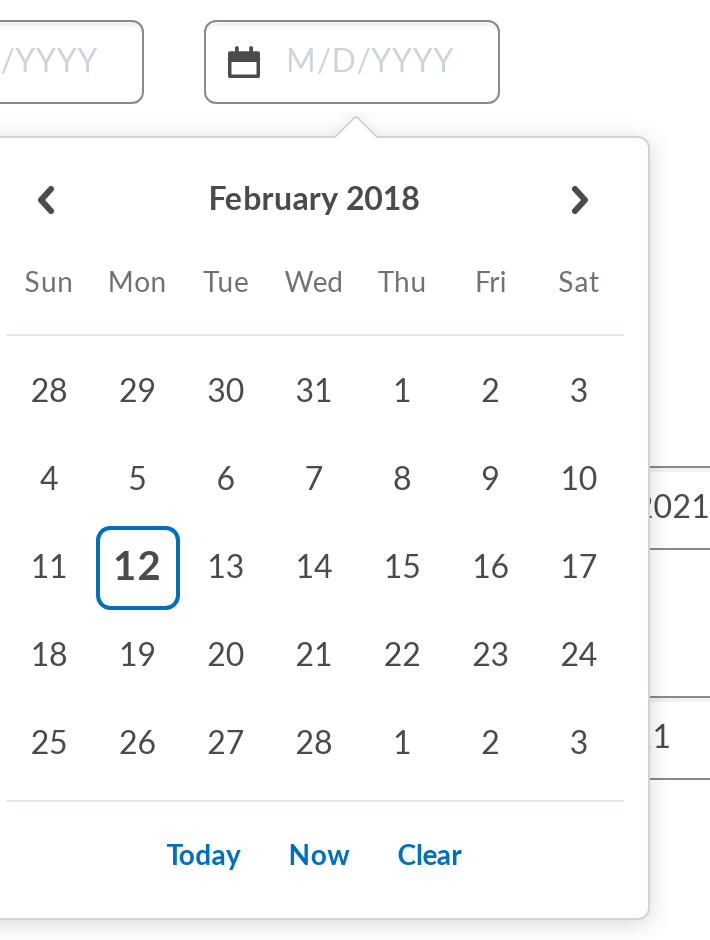 /YYYY
M/D/YYYY
February 2018
Sun Mon Tue Wed Thu Fri Sat
28 29 30 31 1 2 3
4 5 6 7 8 9 10
2021
11 12 13 14 15 16 17
18 19 20 21 22 23 24
25 26 27 28 1 2 3
1
Today Now Clear